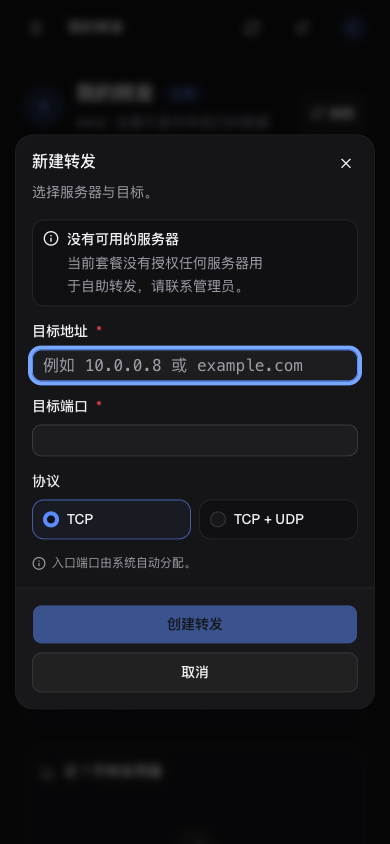 新建转发
选择服务器与目标。
没有可用的服务器
当前套餐没有授权任何服务器用
于自助转发，请联系管理员。
目标地址 *
例如 10.0.0.8 或 example.com
目标端口 *
协议
TCP
TCP + UDP
入口端口由系统自动分配。
创建转发
取消